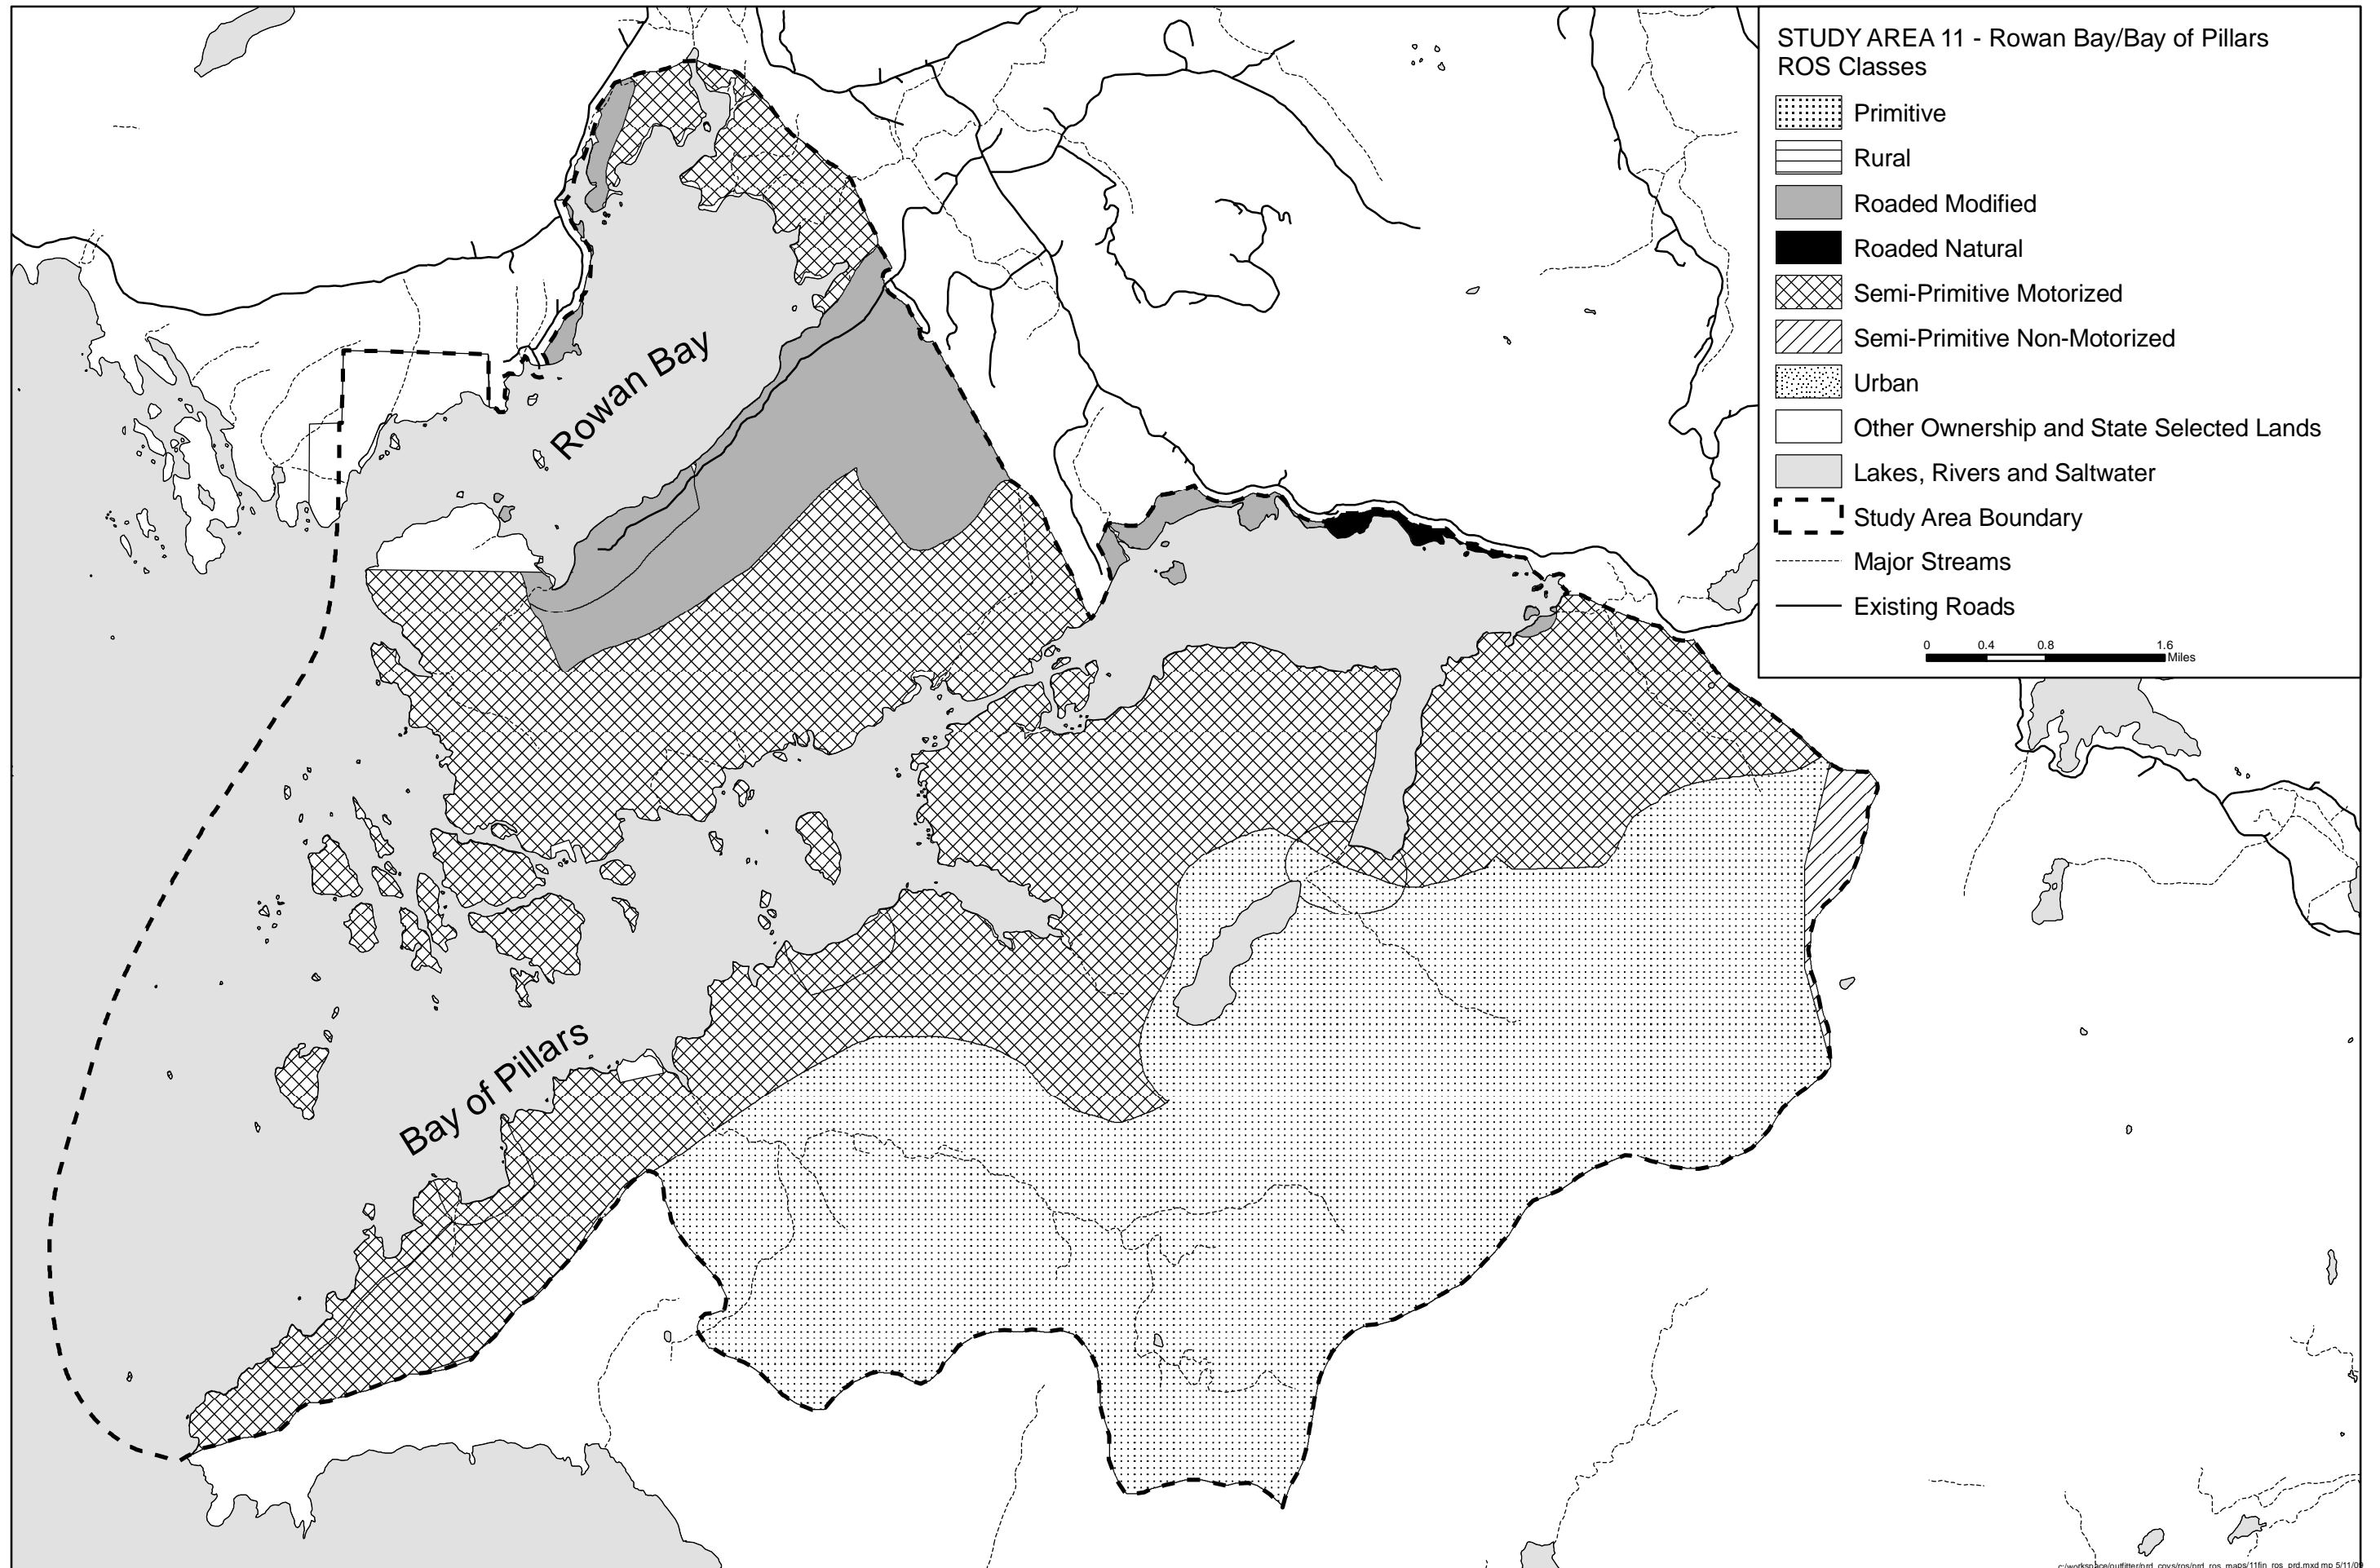 STUDY AREA 11 - Rowan Bay/Bay of Pillars
ROS Classes
Primitive
Rural
Roaded Modified
Roaded Natural
Semi-Primitive Motorized
Semi-Primitive Non-Motorized
Urban
Other Ownership and State Selected Lands
Lakes, Rivers and Saltwater
Study Area Boundary
Major Streams
Existing Roads
0 0.4 0.8 1.6
Miles
Rowan Bay
Bay of Pillars